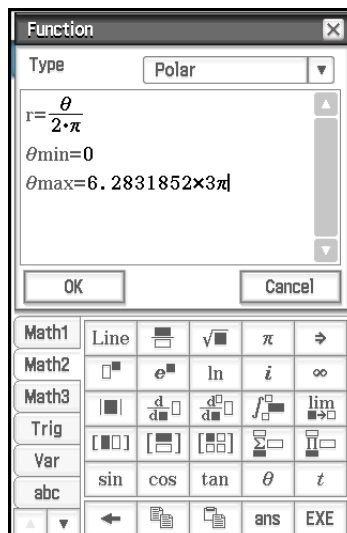 Function
Type Polar
r=θ/2·π
θmin=0
θmax=6.2831852×3π
OK Cancel
Math1 Line √■ π ⇒
Math2 □^■ e^■ ln i ∞
Math3 |■| d/d■□ d^□/d■^□□ ∫ lim ■→□
Trig [■□] Σ□ Π□
Var sin cos tan θ t
abc
▲ ▼ ← ans EXE